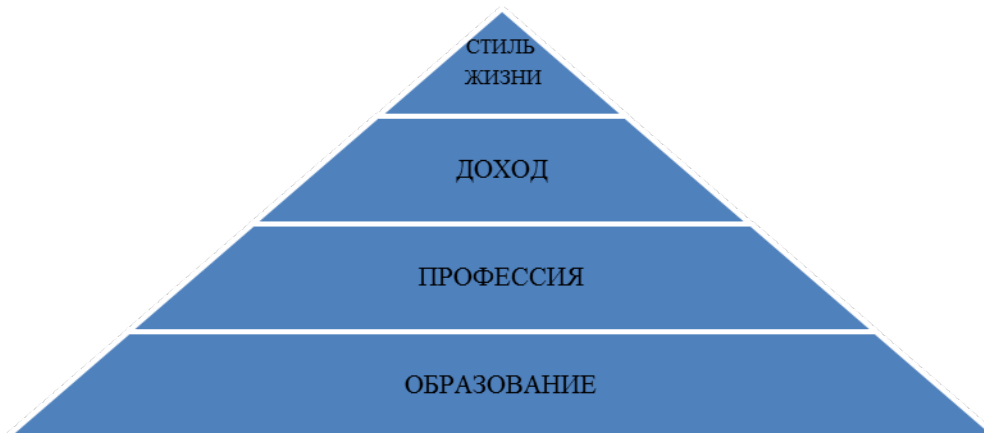 СТИЛЬ
ЖИЗНИ
ДОХОД
ПРОФЕССИЯ
ОБРАЗОВАНИЕ